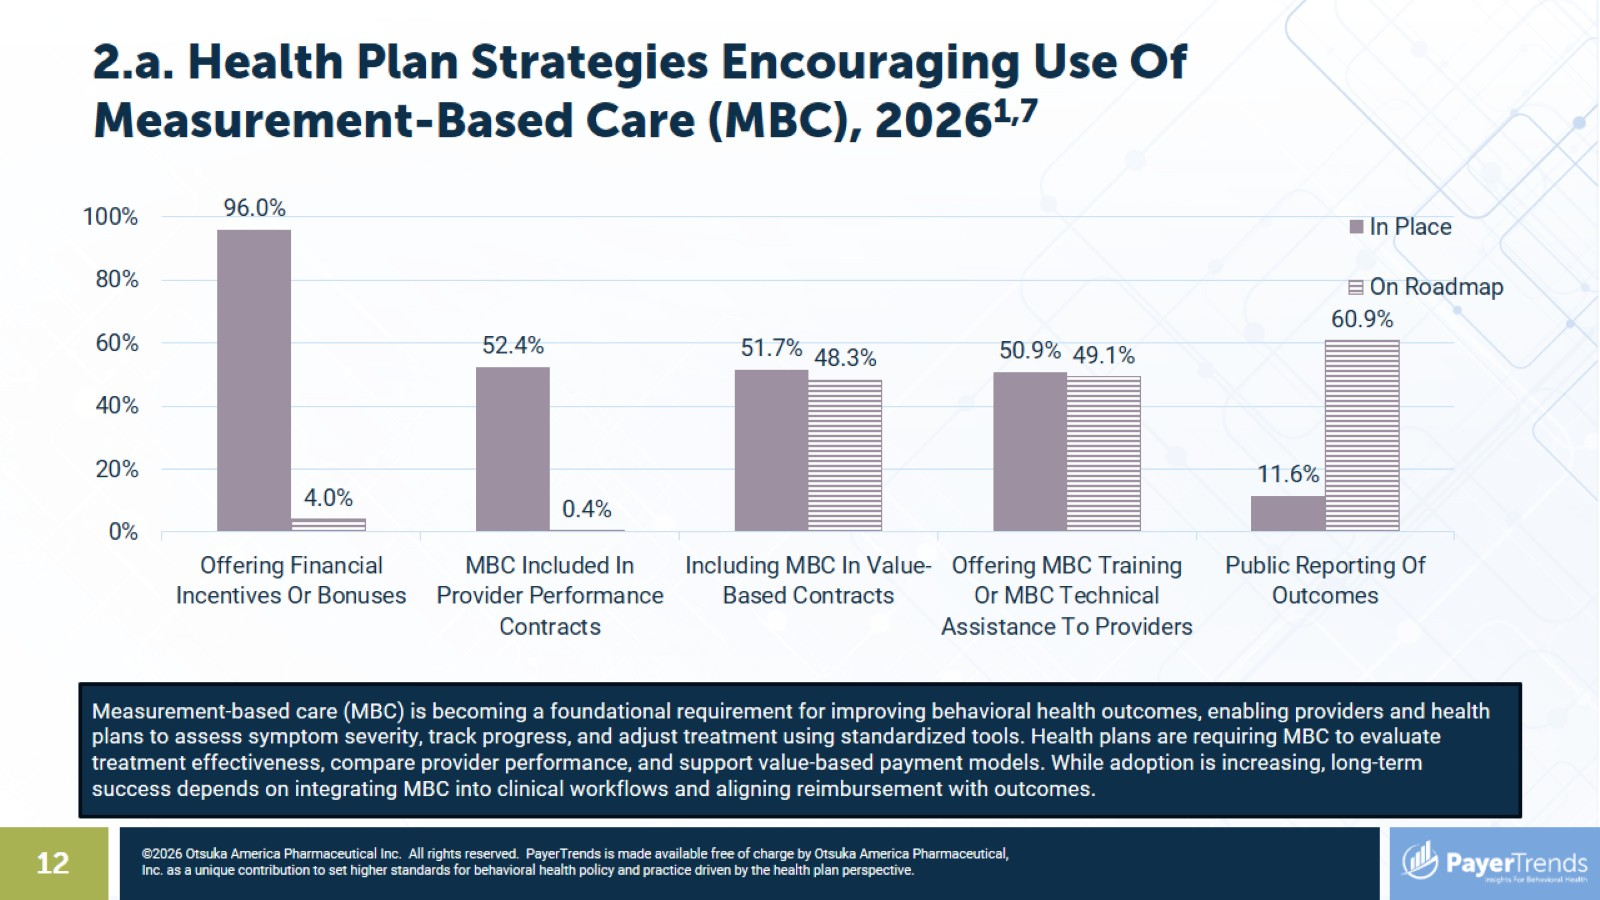 2.a. Health Plan Strategies Encouraging Use Of
Measurement-Based Care (MBC), 2026¹,⁷
100%
80%
60%
40%
20%
0%
96.0%
4.0%
52.4%
0.4%
51.7%
48.3%
50.9%
49.1%
11.6%
60.9%
In Place
On Roadmap
Offering Financial
Incentives Or Bonuses
MBC Included In
Provider Performance
Contracts
Including MBC In Value-
Based Contracts
Offering MBC Training
Or MBC Technical
Assistance To Providers
Public Reporting Of
Outcomes
Measurement-based care (MBC) is becoming a foundational requirement for improving behavioral health outcomes, enabling providers and health
plans to assess symptom severity, track progress, and adjust treatment using standardized tools. Health plans are requiring MBC to evaluate
treatment effectiveness, compare provider performance, and support value-based payment models. While adoption is increasing, long-term
success depends on integrating MBC into clinical workflows and aligning reimbursement with outcomes.
12
©2026 Otsuka America Pharmaceutical Inc. All rights reserved. PayerTrends is made available free of charge by Otsuka America Pharmaceutical,
Inc. as a unique contribution to set higher standards for behavioral health policy and practice driven by the health plan perspective.
PayerTrends
Insights For Behavioral Health